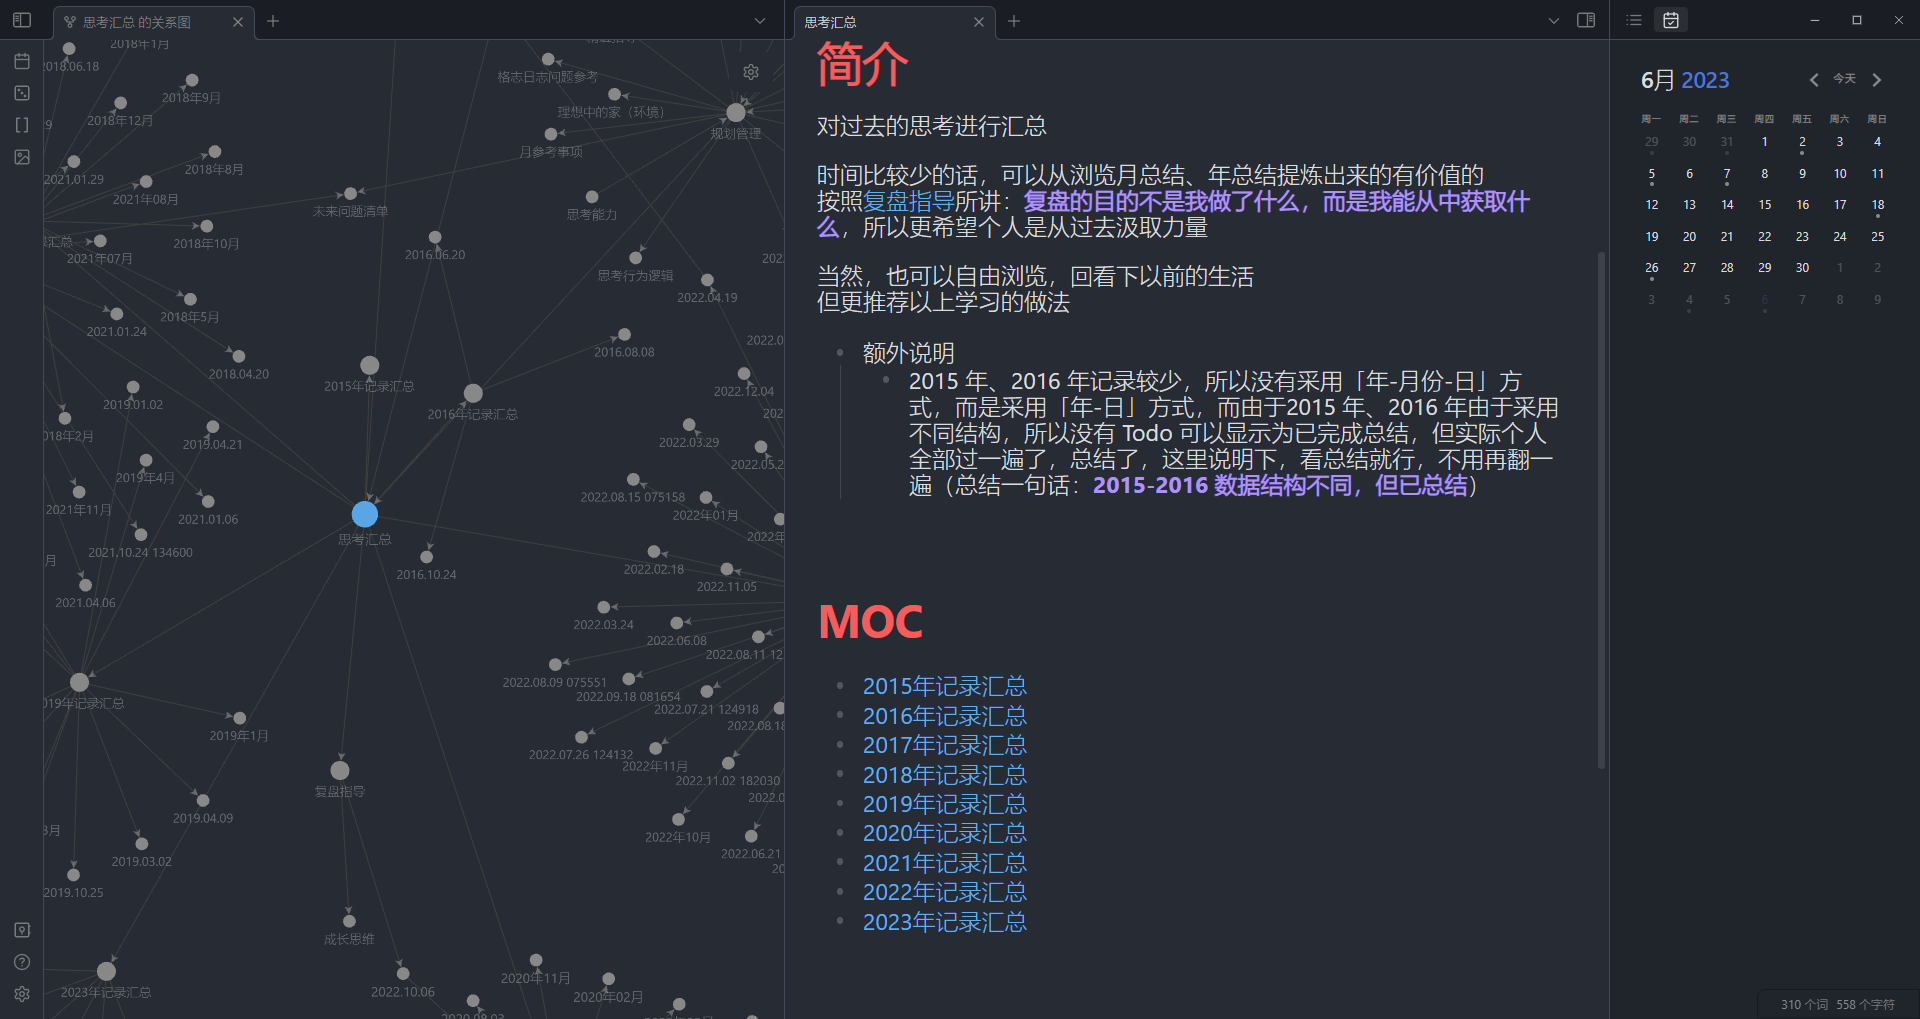 思考汇总 的关系图
思考汇总
2018年1月
2018.06.18
2018年9月
2018年12月
2018年8月
2021.01.29
2021年08月
2018年10月
汇总
2021年07月
2018年5月
2021.01.24
2018.04.20
2019.01.02
018年2月
2019.04.21
2019年4月
2021年11月
2021.01.06
2021.10.24 134600
月
2021.04.06
019年记录汇总
2019年1月
2019.04.09
3月
2019.03.02
2019.10.25
2023年记录汇总
格志日志问题参考
理想中的家（环境）
月参考事项
规划管理
未来问题清单
思考能力
2016.06.20
思考行为逻辑
202
2022.04.19
2016.08.08
2022.0
2015年记录汇总
2016年记录汇总
2022.12.04
202
2022.03.29
2022.05.2
2022.08.15 075158
2022年01月
思考汇总
2022年
2022.02.18
2016.10.24
2022.11.05
2022.03.24
2022.06.08
2022.08.11 12
2022.08.09 075551
2022.09.18 081654
2022.07.21 124918
2022.08.18
2022.07.26 124132
2022年11月
2022.11.02 182030
复盘指导
2022.0
2022年10月
2022.06.21
20
成长思维
2022.10.06
2020年11月
2020年02月
2020.08.03
简介
对过去的思考进行汇总
时间比较少的话，可以从浏览月总结、年总结提炼出来的有价值的
按照复盘指导所讲：复盘的目的不是我做了什么，而是我能从中获取什
么，所以更希望个人是从过去汲取力量
当然，也可以自由浏览，回看下以前的生活
但更推荐以上学习的做法
额外说明
2015 年、2016 年记录较少，所以没有采用「年-月份-日」方
式，而是采用「年-日」方式，而由于2015 年、2016 年由于采用
不同结构，所以没有 Todo 可以显示为已完成总结，但实际个人
全部过一遍了，总结了，这里说明下，看总结就行，不用再翻一
遍（总结一句话：2015-2016 数据结构不同，但已总结）
MOC
2015年记录汇总
2016年记录汇总
2017年记录汇总
2018年记录汇总
2019年记录汇总
2020年记录汇总
2021年记录汇总
2022年记录汇总
2023年记录汇总
6月 2023
今天
周一 周二 周三 周四 周五 周六 周日
29 30 31 1 2 3 4
5 6 7 8 9 10 11
12 13 14 15 16 17 18
19 20 21 22 23 24 25
26 27 28 29 30 1 2
3 4 5 6 7 8 9
310 个词 558 个字符